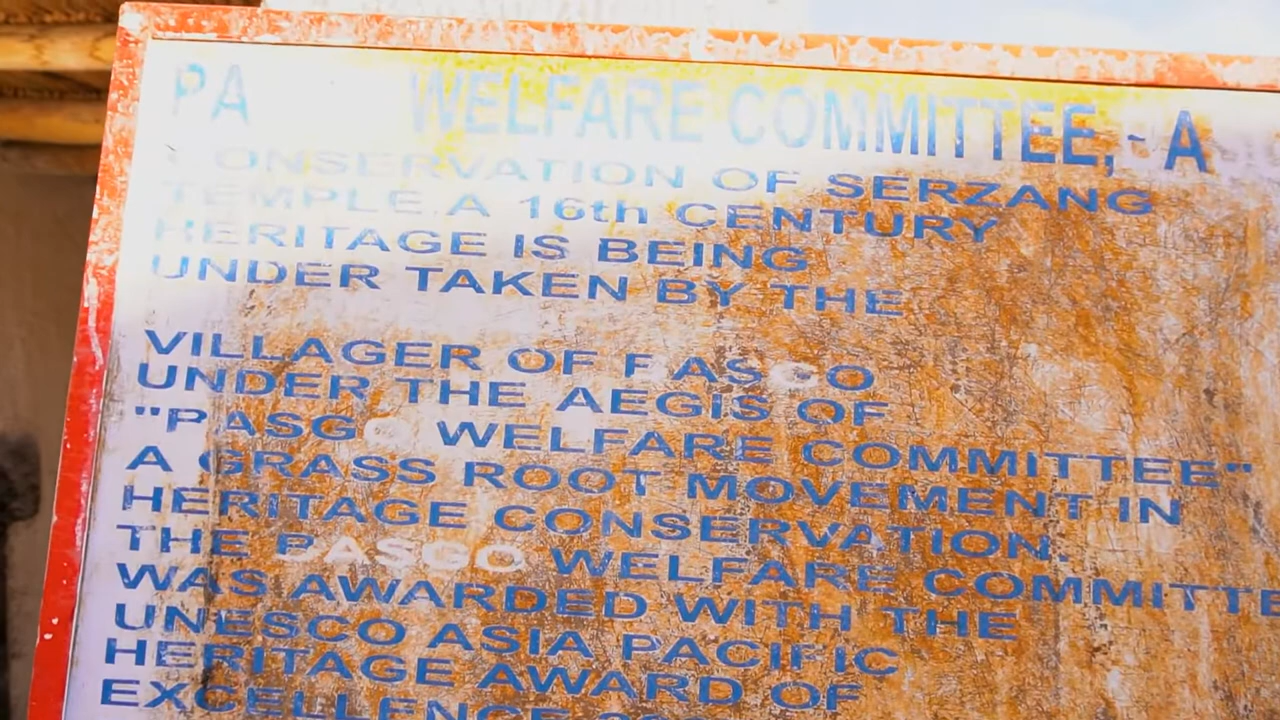 PA WELFARE COMMITTEE,- A
CONSERVATION OF SERZANG
TEMPLE.A 16th CENTURY
HERITAGE IS BEING
UNDER TAKEN BY THE
VILLAGER OF PASGO
UNDER THE AEGIS OF
"PASGO WELFARE COMMITTEE"
A GRASS ROOT MOVEMENT IN
HERITAGE CONSERVATION.
THE PASGO WELFARE COMMITTE
WAS AWARDED WITH THE
UNESCO ASIA PACIFIC
HERITAGE AWARD OF
EXCELLENCE